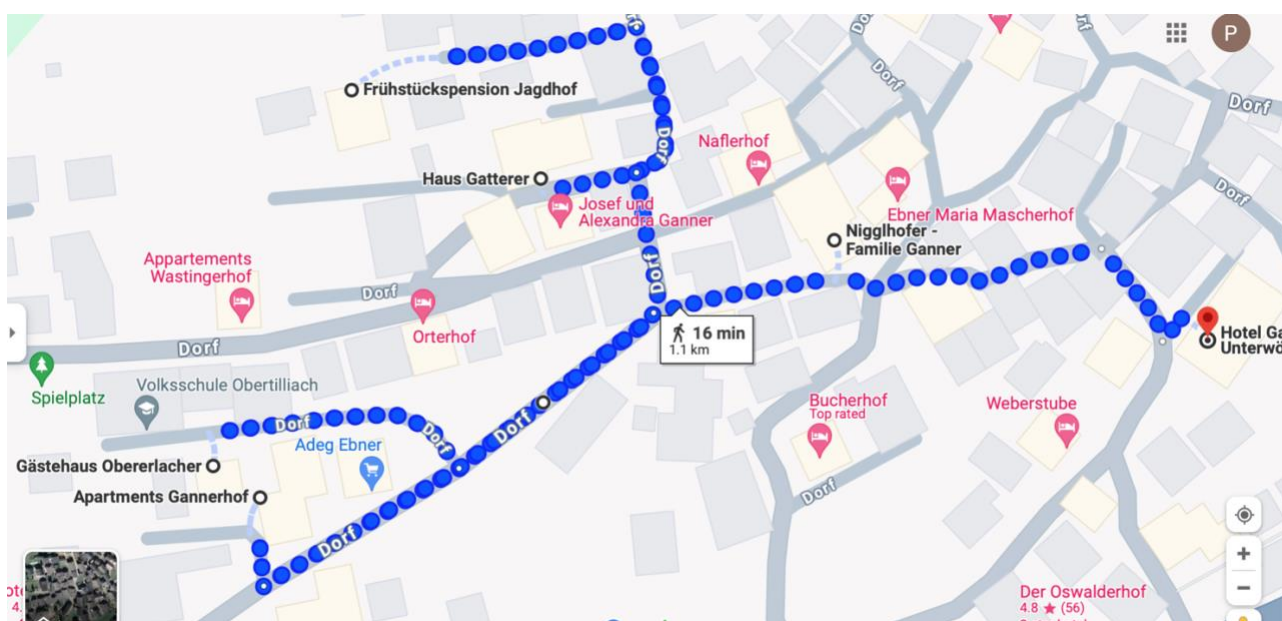 Dorf
P
Dorf
Frühstückspension Jagdhof
Dorf
Dorf
Naflerhof
Haus Gatterer
Dorf
Josef und
Alexandra Ganner
Ebner Maria Mascherhof
Nigglhofer -
Familie Ganner
Appartements
Wastingerhof
Dorf
Dorf
Orterhof
16 min
1.1 km
Hotel Ga
Unterwö
Dorf
Spielplatz
Volksschule Obertilliach
Dorf
Dorf
Dorf
Adeg Ebner
Bucherhof
Top rated
Weberstube
Gästehaus Obererlacher
Apartments Gannerhof
Dorf
Dorf
Der Oswalderhof
4.8 ★ (56)